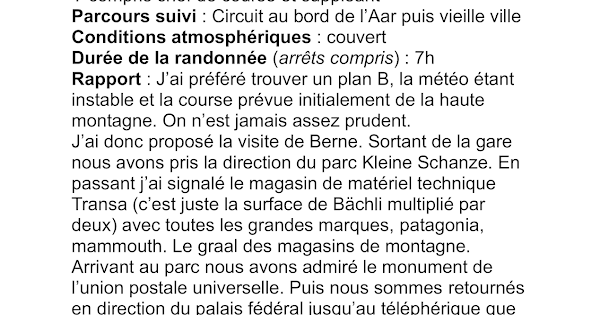 Y compris chef de course et suppléant
Parcours suivi : Circuit au bord de l'Aar puis vieille ville
Conditions atmosphériques : couvert
Durée de la randonnée (arrêts compris) : 7h
Rapport : J'ai préféré trouver un plan B, la météo étant
instable et la course prévue initialement de la haute
montagne. On n'est jamais assez prudent.
J'ai donc proposé la visite de Berne. Sortant de la gare
nous avons pris la direction du parc Kleine Schanze. En
passant j'ai signalé le magasin de matériel technique
Transa (c'est juste la surface de Bächli multiplié par
deux) avec toutes les grandes marques, patagonia,
mammouth. Le graal des magasins de montagne.
Arrivant au parc nous avons admiré le monument de
l'union postale universelle. Puis nous sommes retournés
en direction du palais fédéral jusqu'au téléphérique que